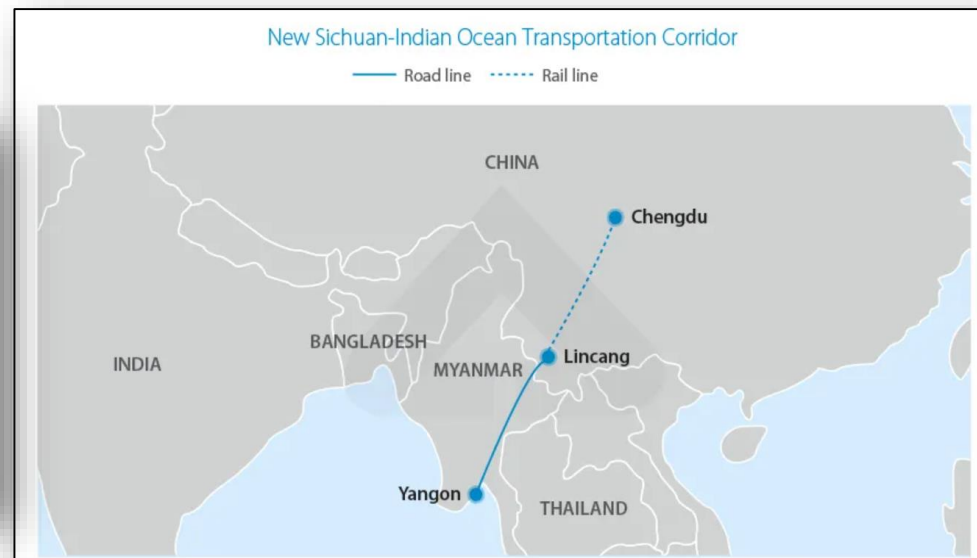 New Sichuan-Indian Ocean Transportation Corridor
Road line Rail line
CHINA
Chengdu
BANGLADESH
INDIA
MYANMAR
Lincang
Yangon
THAILAND